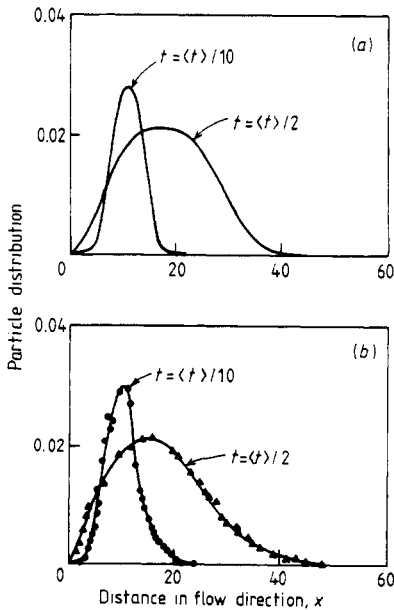 0.04
(a)
t=⟨t⟩/10
t=⟨t⟩/2
0.02
0
20
40
60
Particle distribution
0.04
(b)
t=⟨t⟩/10
0.02
t=⟨t⟩/2
0
0
20
40
60
Distance in flow direction, x